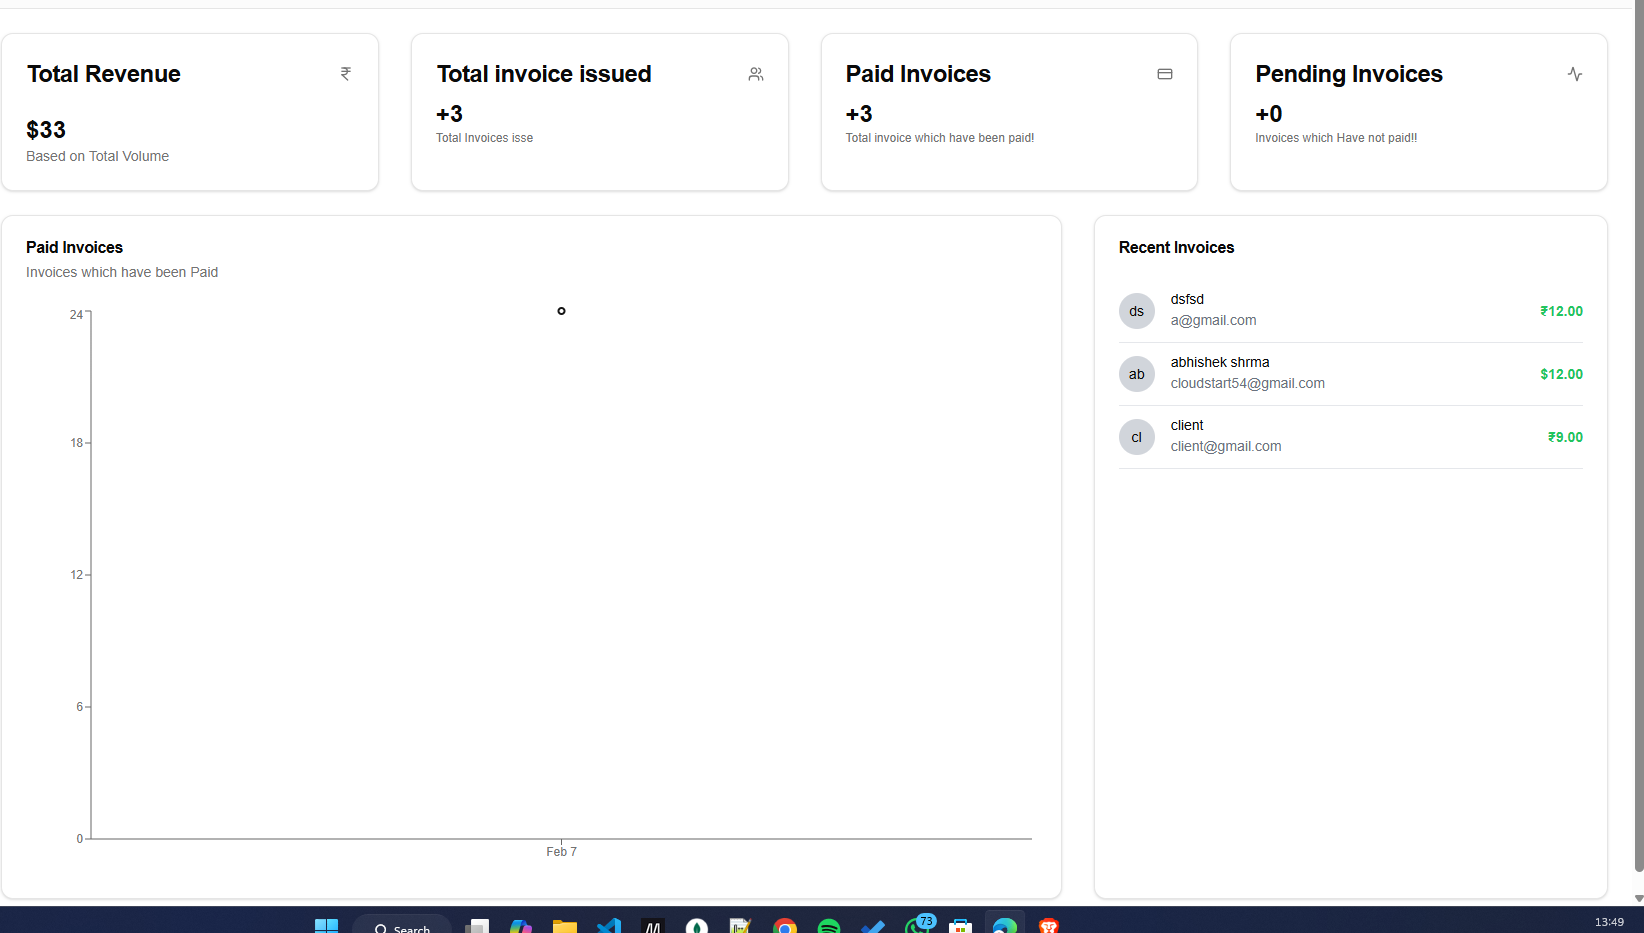 Total Revenue
$33
Based on Total Volume
Total invoice issued
+3
Total Invoices isse
Paid Invoices
+3
Total invoice which have been paid!
Pending Invoices
+0
Invoices which Have not paid!!
Paid Invoices
Invoices which have been Paid
24
18
12
6
0
Feb 7
Recent Invoices
ds
dsfsd
a@gmail.com
₹12.00
ab
abhishek shrma
cloudstart54@gmail.com
$12.00
cl
client
client@gmail.com
₹9.00
Search
73
13:49